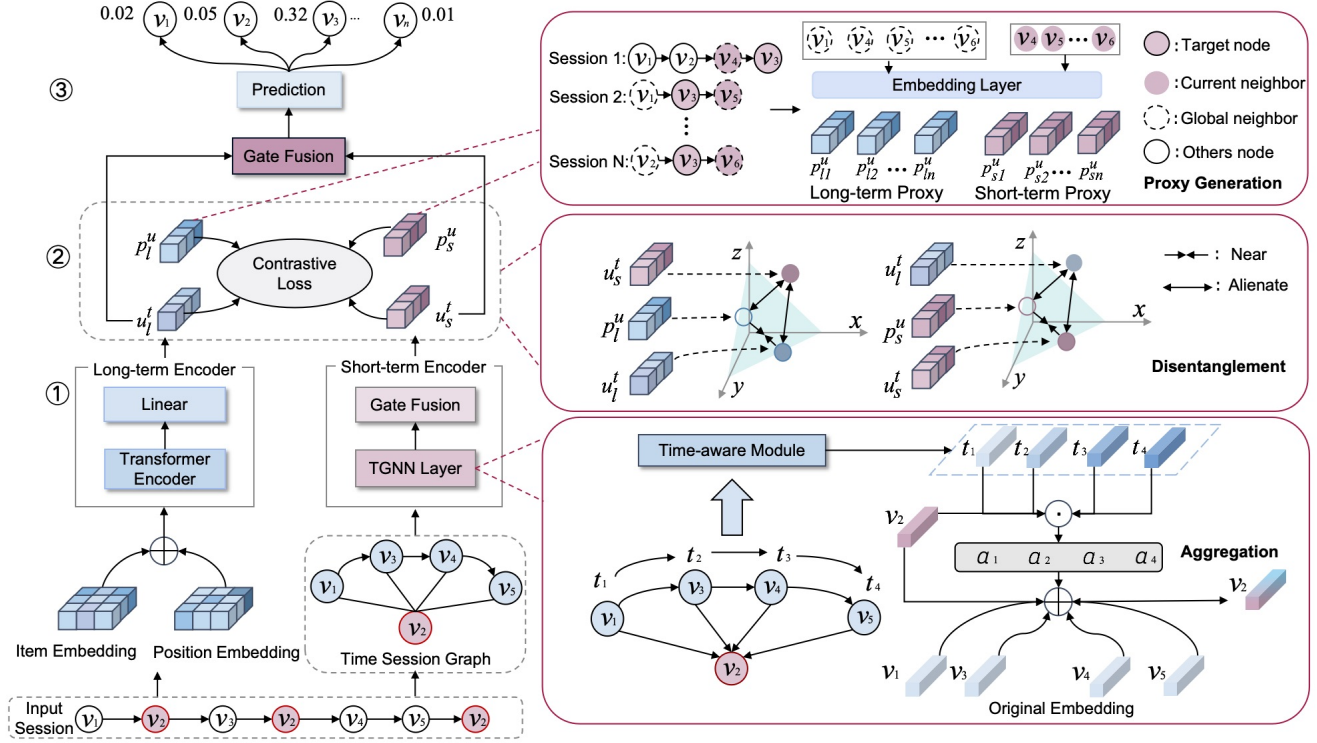 0.02 v1 0.05 v2 0.32 v3 ... vn 0.01
③
Prediction
Gate Fusion
②
p_l^u
p_s^u
Contrastive
Loss
u_l^t
u_s^t
①
Long-term Encoder
Linear
Transformer
Encoder
Short-term Encoder
Gate Fusion
TGNN Layer
v1 v3 v4 v5
v2
Item Embedding
Position Embedding
Time Session Graph
Input
Session
v1 v2 v3 v2 v4 v5 v2
Session 1: v1 v2 v4 v3
Session 2: v1 v3 v5
Session N: v2 v3 v6
v1 v4 v5 ... v6
v4 v5 ... v6
Embedding Layer
p_l1^u p_l2^u ... p_ln^u
p_s1^u p_s2^u ... p_sn^u
Long-term Proxy
Short-term Proxy
: Target node
: Current neighbor
: Global neighbor
: Others node
Proxy Generation
u_s^t
p_l^u
u_l^t
z
x
y
u_l^t
p_s^u
u_s^t
z
x
y
: Near
: Alienate
Disentanglement
Time-aware Module
t1 t2 t3 t4
v1 v3 v4 v5
v2
t1 t2 t3 t4
v2
a1 a2 a3 a4
Aggregation
v2
v1 v3 v4 v5
Original Embedding